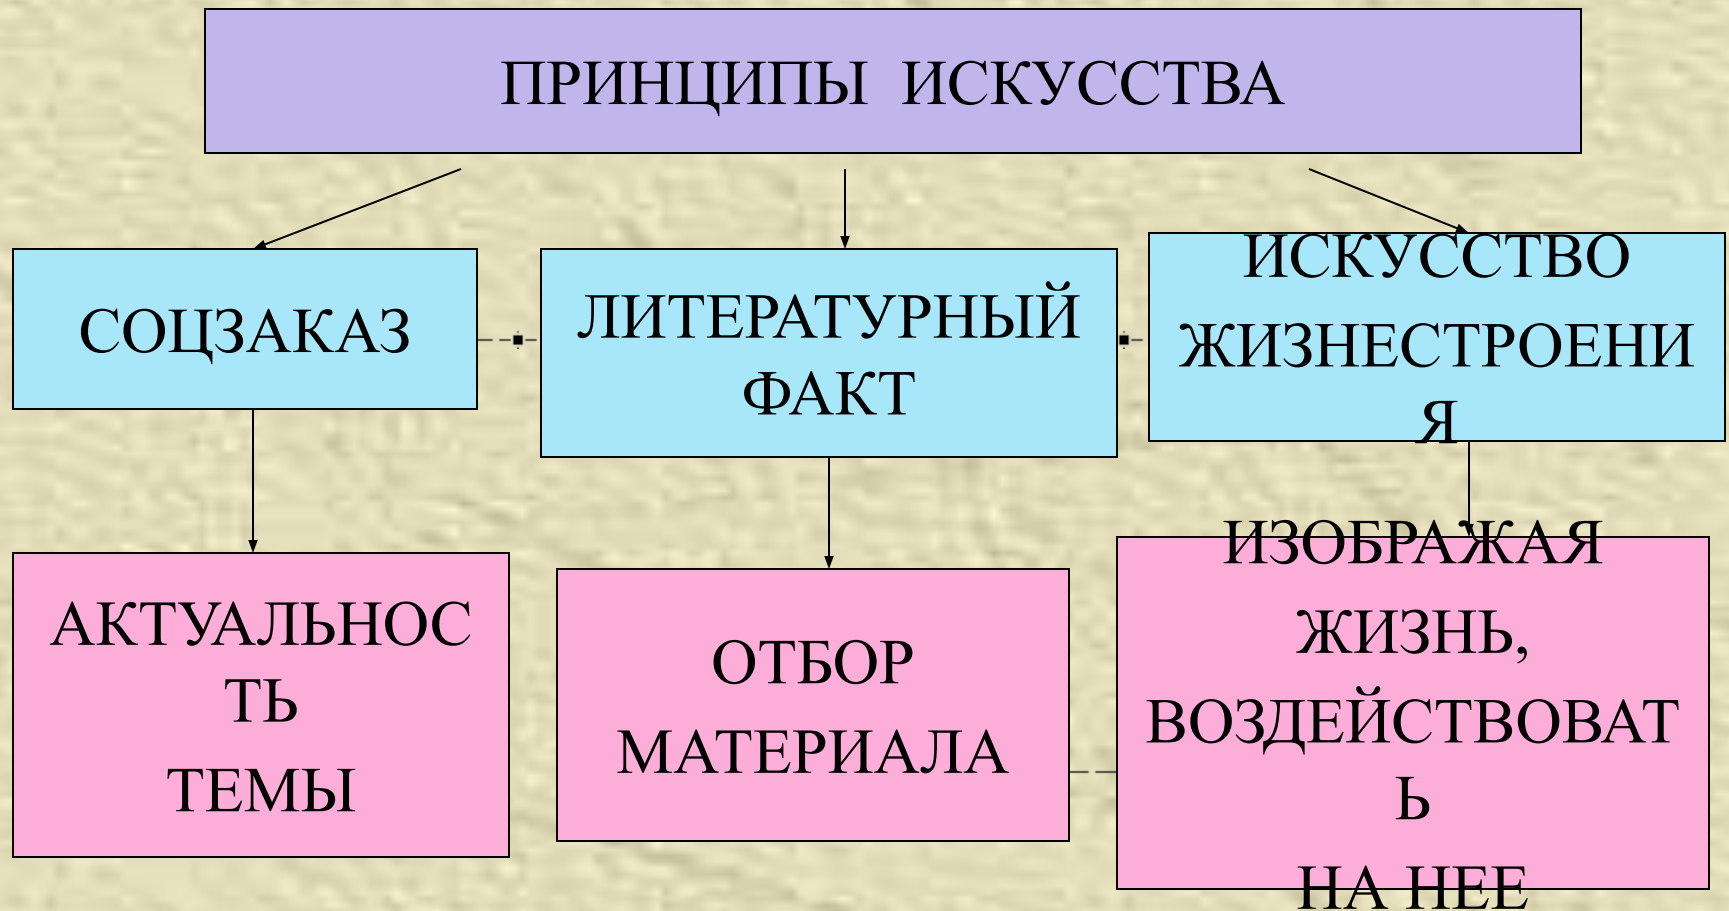 ПРИНЦИПЫ ИСКУССТВА
СОЦЗАКАЗ
ЛИТЕРАТУРНЫЙ
ФАКТ
ИСКУССТВО
ЖИЗНЕСТРОЕНИ
Я
АКТУАЛЬНОС
ТЬ
ТЕМЫ
ОТБОР
МАТЕРИАЛА
ИЗОБРАЖАЯ
ЖИЗНЬ,
ВОЗДЕЙСТВОВАТ
Ь
НА НЕЕ